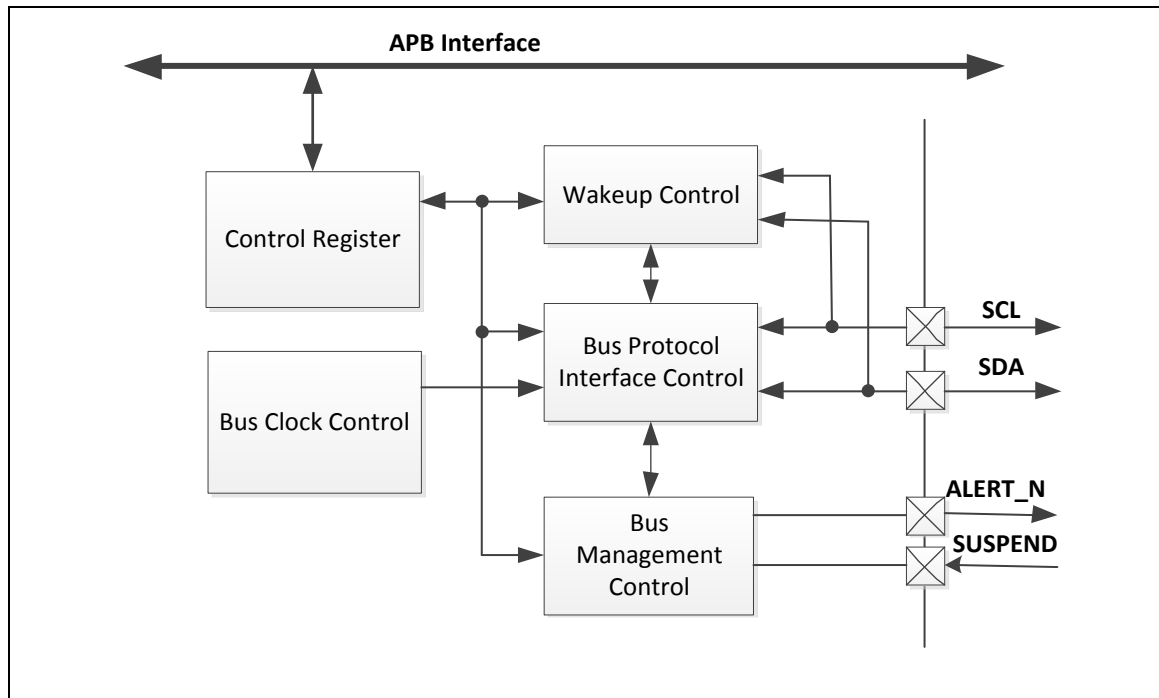 APB Interface
Wakeup Control
Control Register
SCL
Bus Protocol
Interface Control
SDA
Bus Clock Control
ALERT_N
Bus
Management
Control
SUSPEND